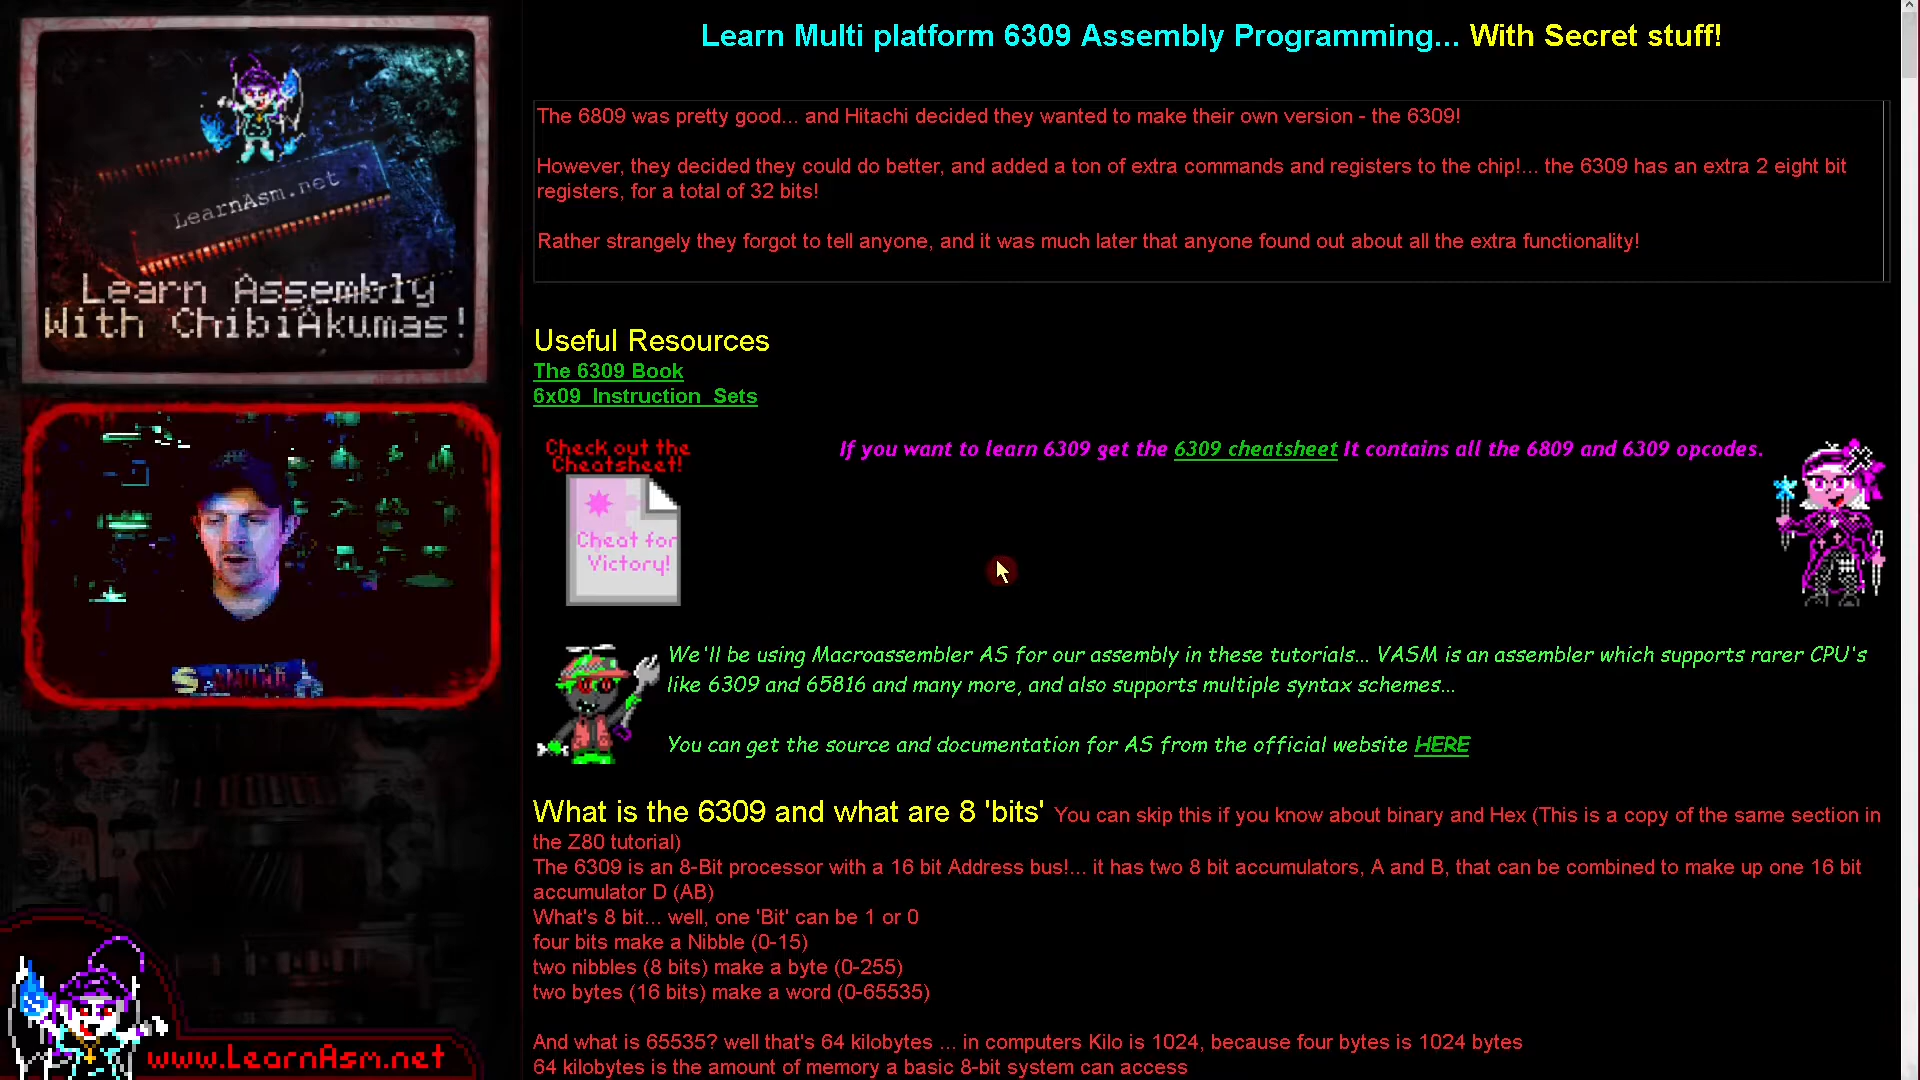 LearnAsm.net
Learn Assembly
With ChibiAkumas!
www.LearnAsm.net
Learn Multi platform 6309 Assembly Programming... With Secret stuff!
The 6809 was pretty good... and Hitachi decided they wanted to make their own version - the 6309!
However, they decided they could do better, and added a ton of extra commands and registers to the chip!... the 6309 has an extra 2 eight bit
registers, for a total of 32 bits!
Rather strangely they forgot to tell anyone, and it was much later that anyone found out about all the extra functionality!
Useful Resources
The 6309 Book
6x09 Instruction Sets
Check out the
Cheatsheet!
Cheat for
Victory!
If you want to learn 6309 get the 6309 cheatsheet It contains all the 6809 and 6309 opcodes.
We'll be using Macroassembler AS for our assembly in these tutorials... VASM is an assembler which supports rarer CPU's
like 6309 and 65816 and many more, and also supports multiple syntax schemes...
You can get the source and documentation for AS from the official website HERE
What is the 6309 and what are 8 'bits' You can skip this if you know about binary and Hex (This is a copy of the same section in
the Z80 tutorial)
The 6309 is an 8-Bit processor with a 16 bit Address bus!... it has two 8 bit accumulators, A and B, that can be combined to make up one 16 bit
accumulator D (AB)
What's 8 bit... well, one 'Bit' can be 1 or 0
four bits make a Nibble (0-15)
two nibbles (8 bits) make a byte (0-255)
two bytes (16 bits) make a word (0-65535)
And what is 65535? well that's 64 kilobytes ... in computers Kilo is 1024, because four bytes is 1024 bytes
64 kilobytes is the amount of memory a basic 8-bit system can access